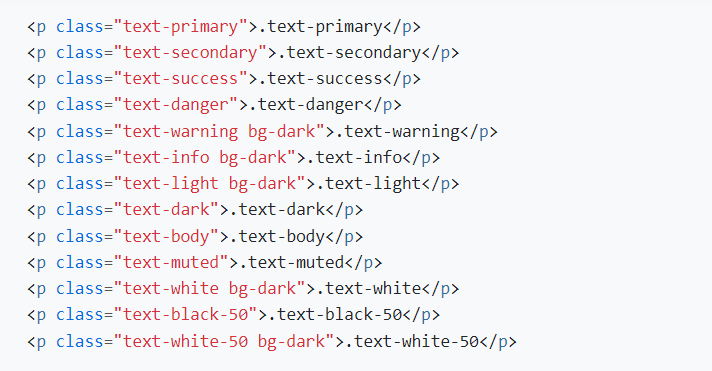 <p class="text-primary">.text-primary</p>
<p class="text-secondary">.text-secondary</p>
<p class="text-success">.text-success</p>
<p class="text-danger">.text-danger</p>
<p class="text-warning bg-dark">.text-warning</p>
<p class="text-info bg-dark">.text-info</p>
<p class="text-light bg-dark">.text-light</p>
<p class="text-dark">.text-dark</p>
<p class="text-body">.text-body</p>
<p class="text-muted">.text-muted</p>
<p class="text-white bg-dark">.text-white</p>
<p class="text-black-50">.text-black-50</p>
<p class="text-white-50 bg-dark">.text-white-50</p>